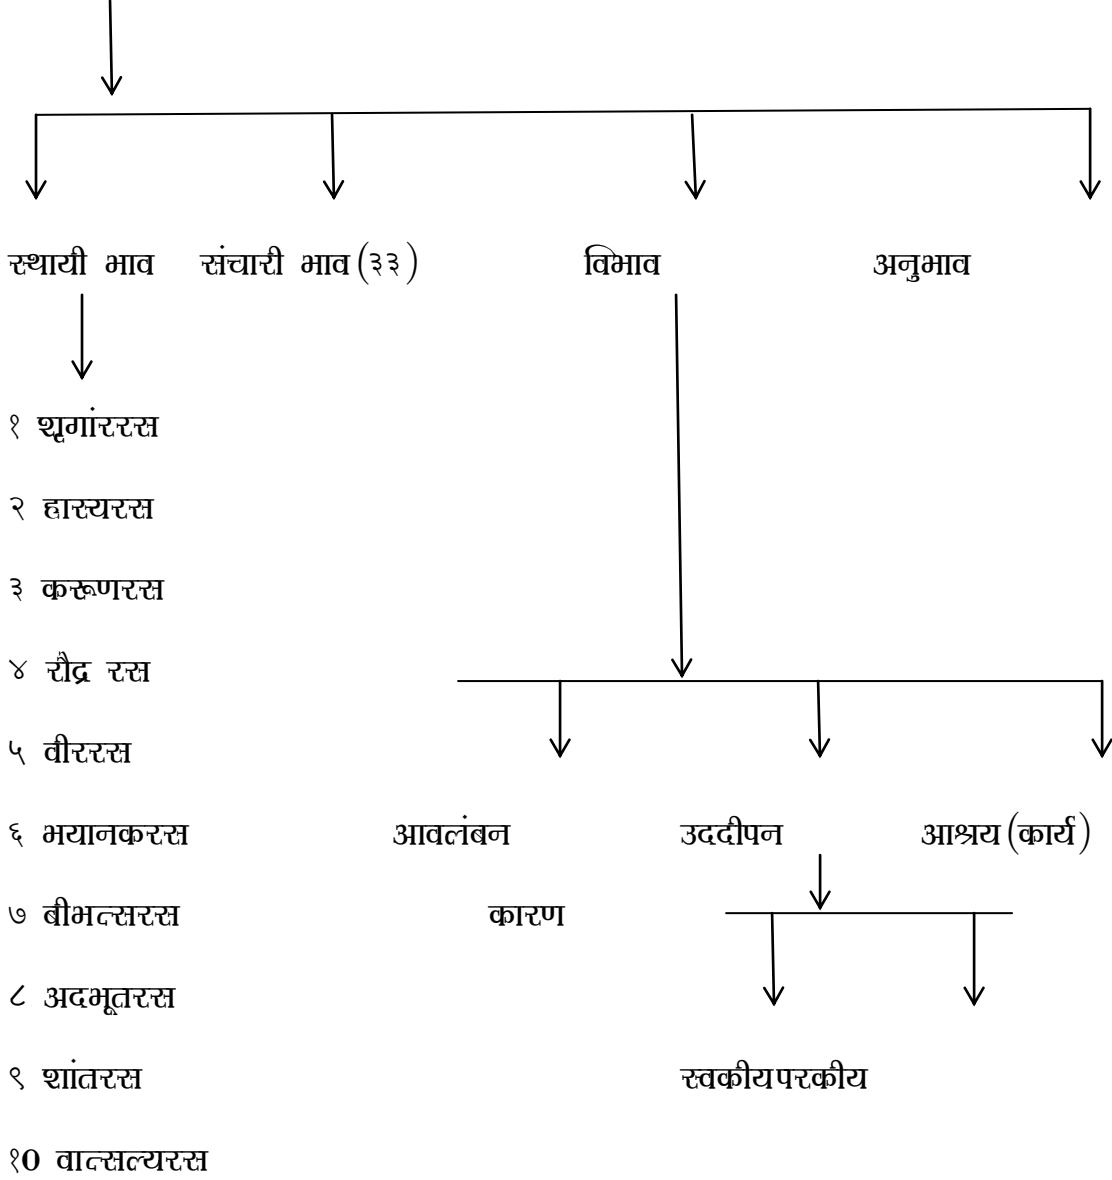 स्थायी भाव संचारी भाव (३३) विभाव अनुभाव
१ शृगांररस
२ हास्यरस
३ करूणरस
४ रौद्र रस
५ वीररस
६ भयानकरस आवलंबन उददीपन आश्रय (कार्य)
७ बीभत्सरस कारण
८ अदभूतरस
९ शांतरस स्वकीयपरकीय
१0 वात्सल्यरस